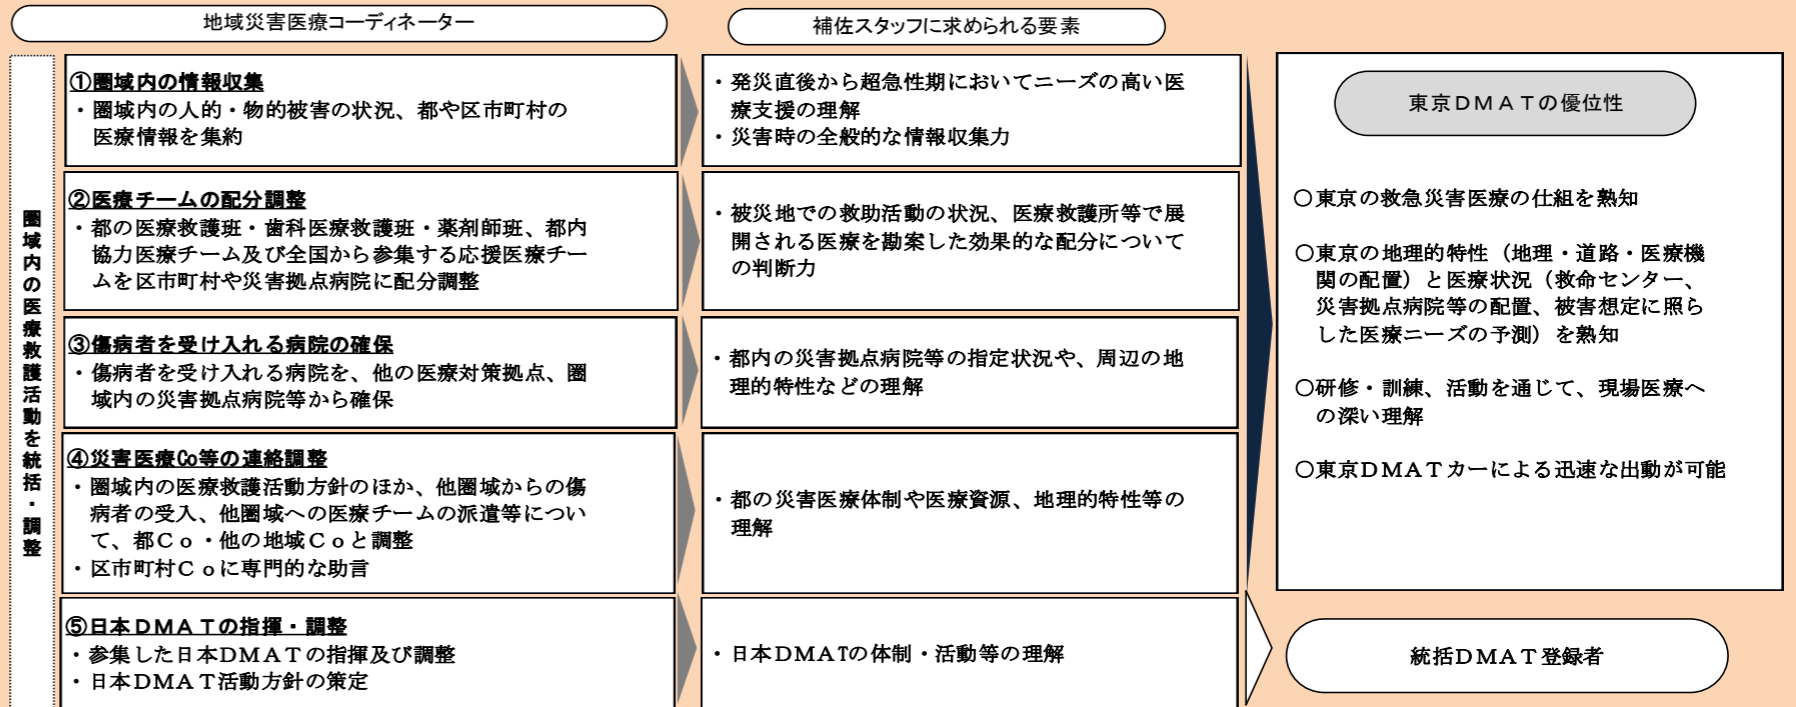 地域災害医療コーディネーター
補佐スタッフに求められる要素
圏域内の医療救護活動を統括・調整
①圏域内の情報収集
・圏域内の人的・物的被害の状況、都や区市町村の
医療情報を集約
・発災直後から超急性期においてニーズの高い医
療支援の理解
・災害時の全般的な情報収集力
②医療チームの配分調整
・都の医療救護班・歯科医療救護班・薬剤師班、都内
協力医療チーム及び全国から参集する応援医療チー
ムを区市町村や災害拠点病院に配分調整
・被災地での救助活動の状況、医療救護所等で展
開される医療を勘案した効果的な配分について
の判断力
③傷病者を受け入れる病院の確保
・傷病者を受け入れる病院を、他の医療対策拠点、圏
域内の災害拠点病院等から確保
・都内の災害拠点病院等の指定状況や、周辺の地
理的特性などの理解
④災害医療Co等の連絡調整
・圏域内の医療救護活動方針のほか、他圏域からの傷
病者の受入、他圏域への医療チームの派遣等につい
て、都Ｃｏ・他の地域Ｃｏと調整
・区市町村Ｃｏに専門的な助言
・都の災害医療体制や医療資源、地理的特性等の
理解
⑤日本ＤＭＡＴの指揮・調整
・参集した日本DMATの指揮及び調整
・日本ＤＭＡＴ活動方針の策定
・日本DMATの体制・活動等の理解
東京ＤＭＡＴの優位性
○東京の救急災害医療の仕組を熟知
○東京の地理的特性（地理・道路・医療機
関の配置）と医療状況（救命センター、
災害拠点病院等の配置、被害想定に照ら
した医療ニーズの予測）を熟知
○研修・訓練、活動を通じて、現場医療へ
の深い理解
○東京ＤＭＡＴカーによる迅速な出動が可能
統括ＤＭＡＴ登録者